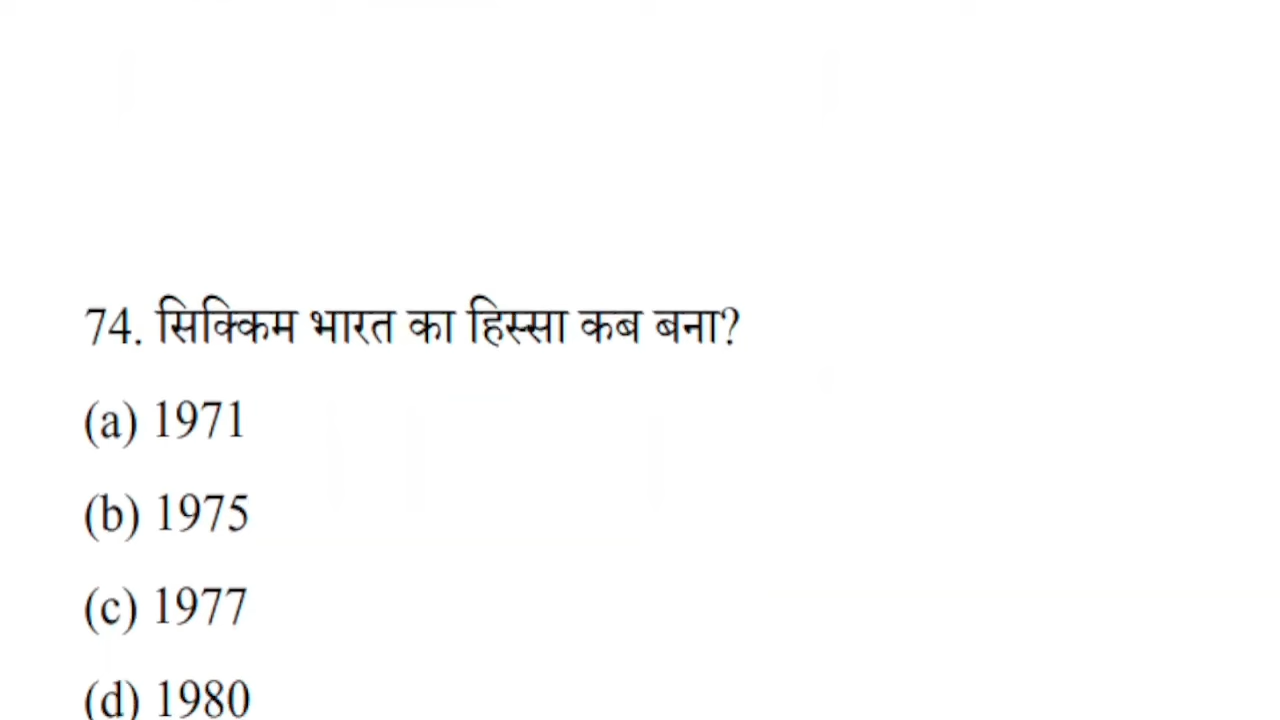 74. सिक्किम भारत का हिस्सा कब बना?
(a) 1971
(b) 1975
(c) 1977
(d) 1980